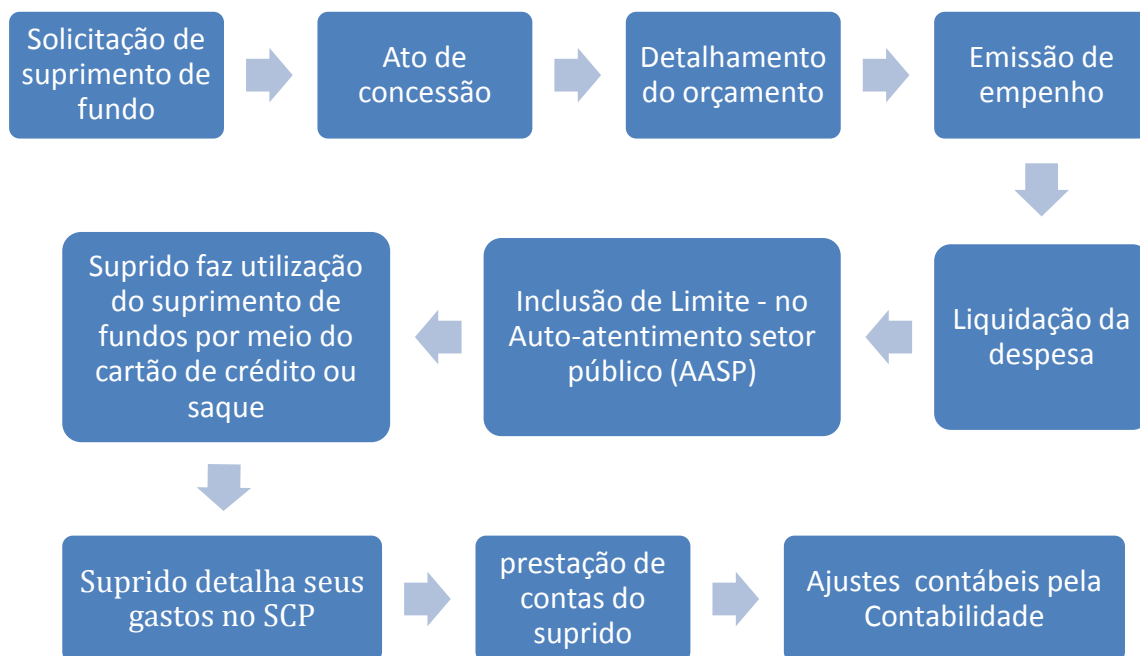 Solicitação de
suprimento de
fundo
Ato de
concessão
Detalhamento
do orçamento
Emissão de
empenho
Liquidação da
despesa
Inclusão de Limite - no
Auto-atentimento setor
público (AASP)
Suprido faz utilização
do suprimento de
fundos por meio do
cartão de crédito ou
saque
Suprido detalha seus
gastos no SCP
prestação de
contas do
suprido
Ajustes contábeis pela
Contabilidade